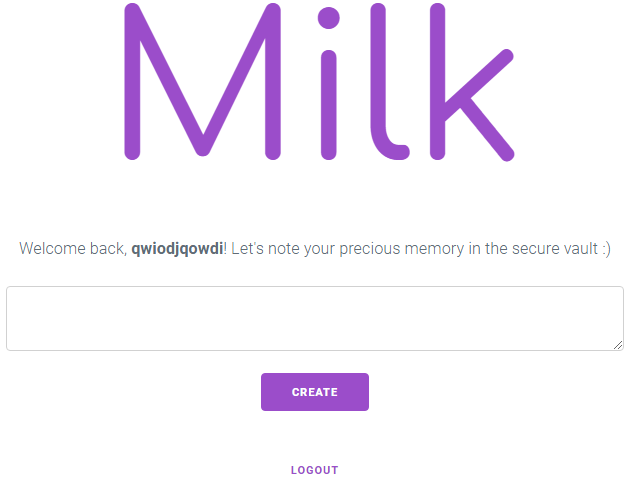 Milk
Welcome back, qwiodjqowdi! Let's note your precious memory in the secure vault :)
CREATE
LOGOUT